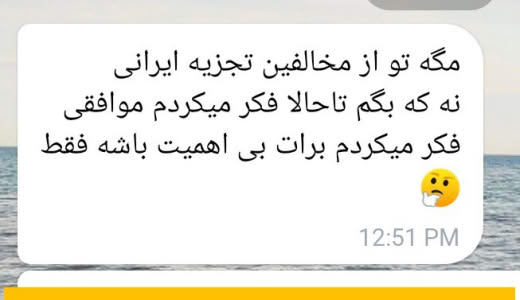 مگه تو از مخالفین تجزیه ایرانی
نه که بگم تاحالا فکر میکردم موافقی
فکر میکردم برات بی اهمیت باشه فقط
🤔
12:51 PM